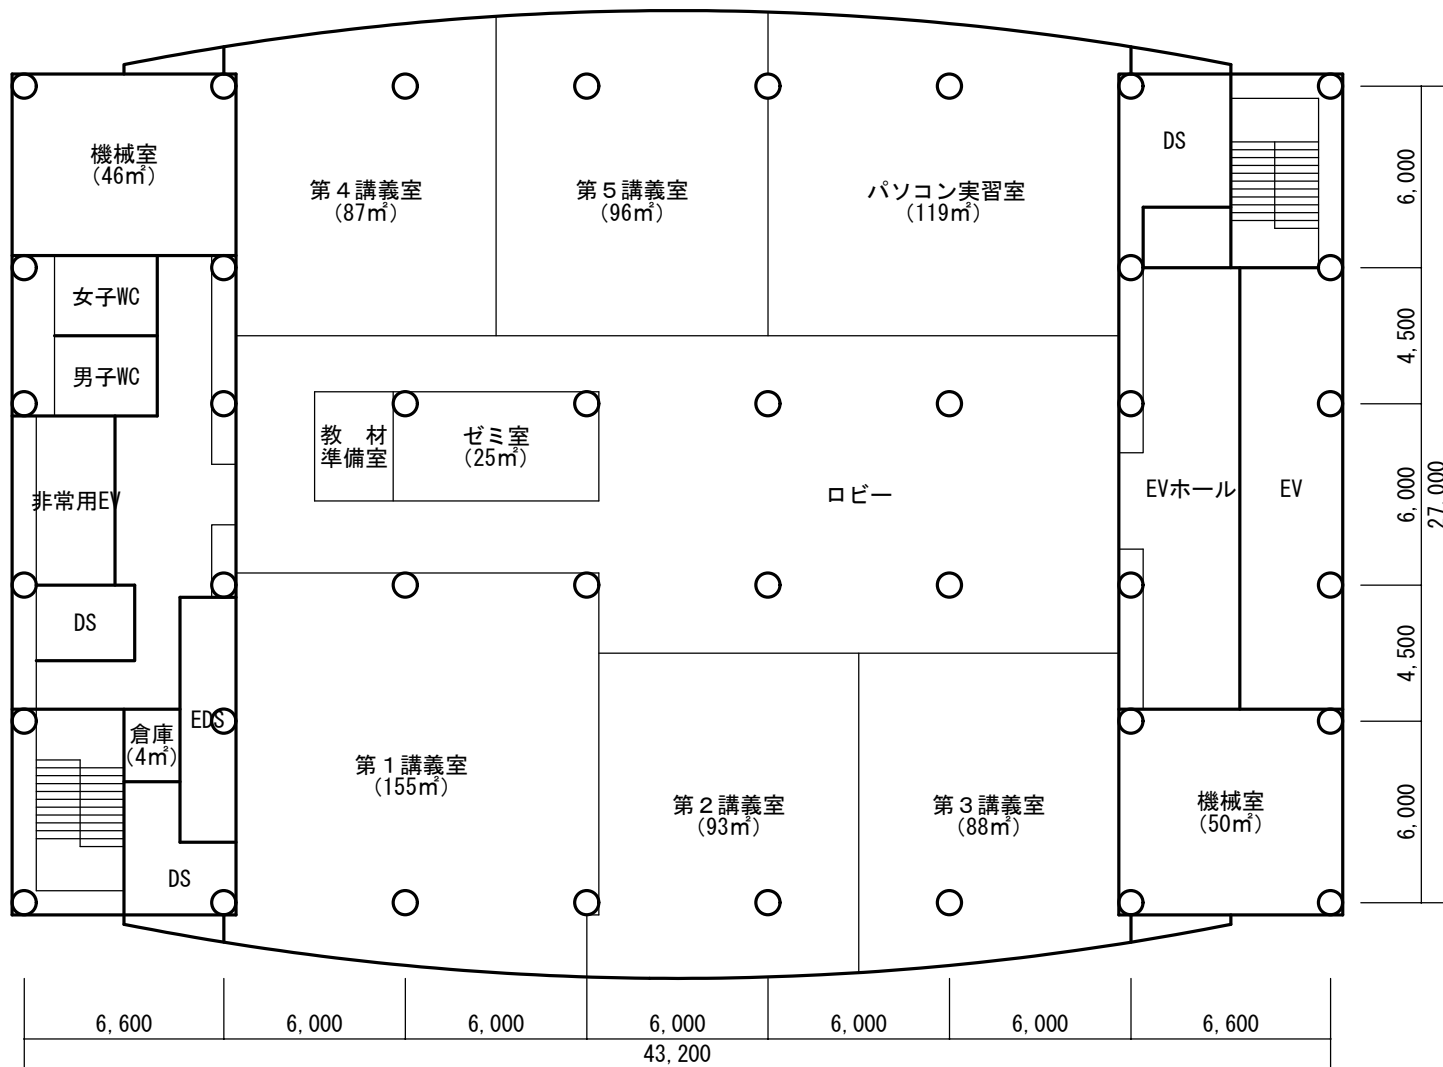 機械室
(46㎡)
第４講義室
(87㎡)
第５講義室
(96㎡)
パソコン実習室
(119㎡)
DS
6,000
女子WC
男子WC
4,500
教　材
準備室
ゼミ室
(25㎡)
非常用EV
ロビー
EVホール
EV
6,000
27,000
DS
4,500
EDS
倉庫
(4㎡)
第１講義室
(155㎡)
第２講義室
(93㎡)
第３講義室
(88㎡)
機械室
(50㎡)
6,000
DS
6,600
6,000
6,000
6,000
6,000
6,000
6,600
43,200